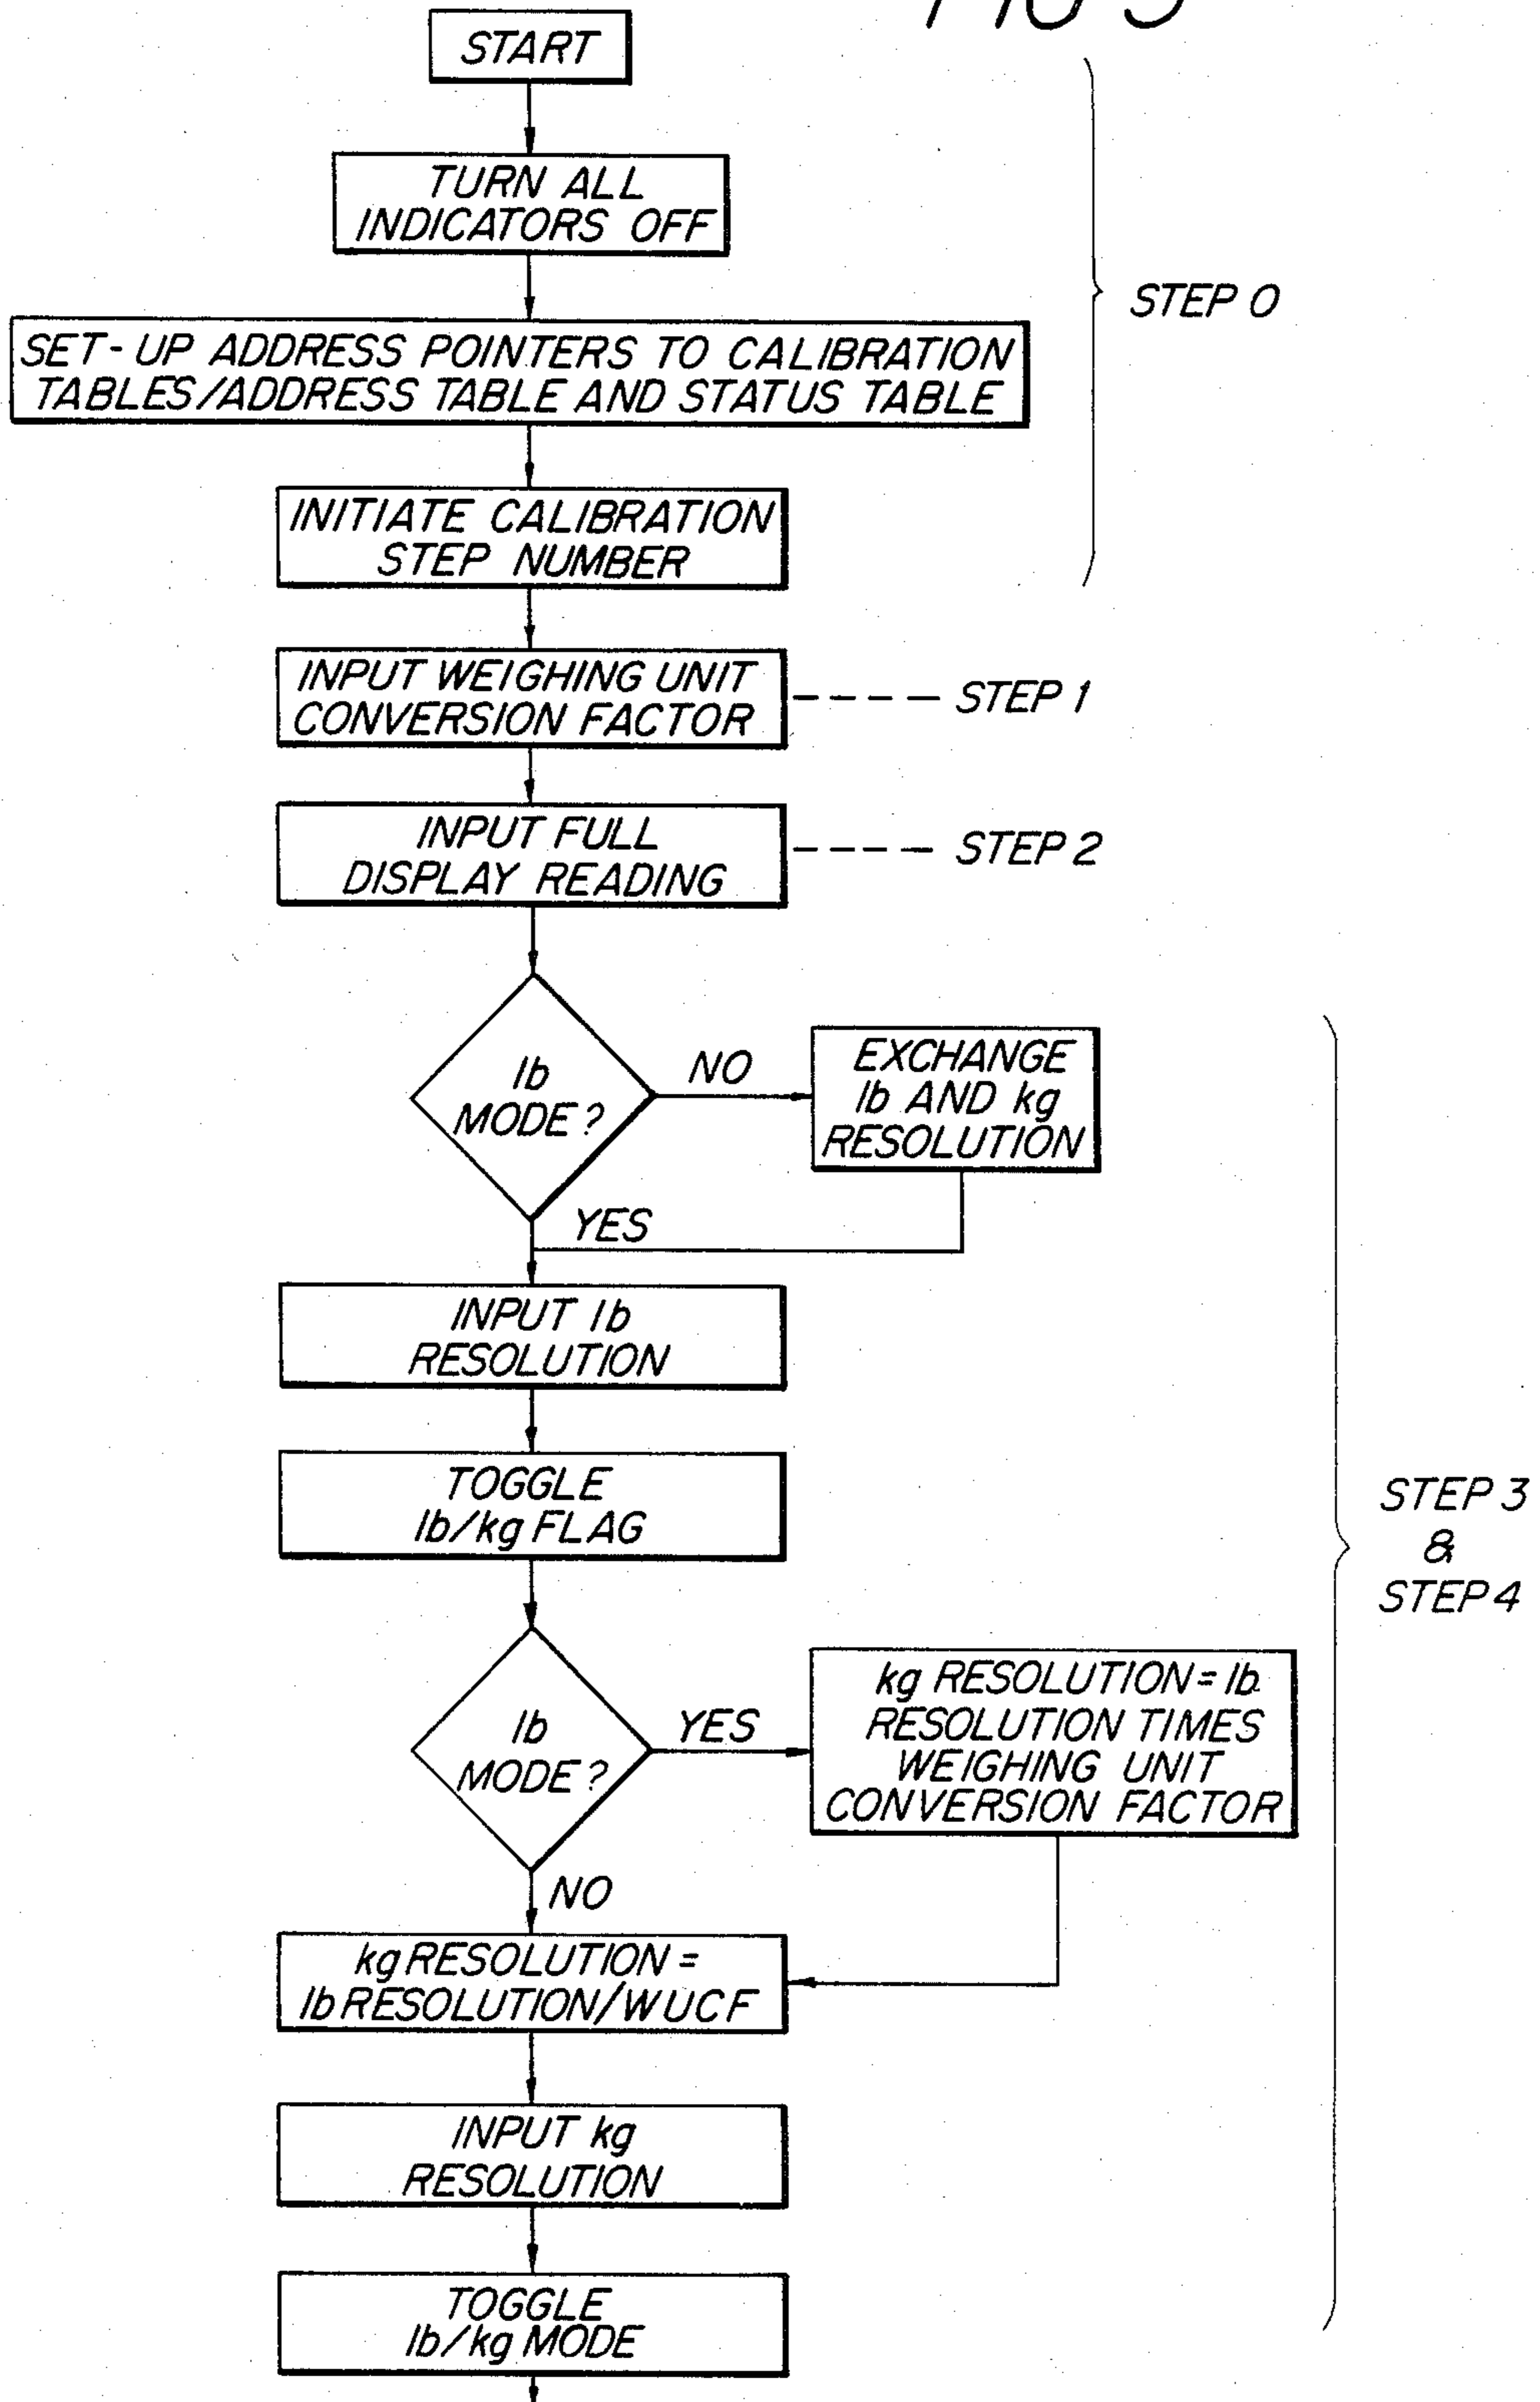 START
TURN ALL
INDICATORS OFF
SET-UP ADDRESS POINTERS TO CALIBRATION
TABLES/ADDRESS TABLE AND STATUS TABLE
INITIATE CALIBRATION
STEP NUMBER
STEP 0
INPUT WEIGHING UNIT
CONVERSION FACTOR
STEP 1
INPUT FULL
DISPLAY READING
STEP 2
lb
MODE?
NO
EXCHANGE
lb AND kg
RESOLUTION
YES
INPUT lb
RESOLUTION
TOGGLE
lb/kg FLAG
STEP 3
&
STEP 4
lb
MODE?
YES
kg RESOLUTION = lb
RESOLUTION TIMES
WEIGHING UNIT
CONVERSION FACTOR
NO
kg RESOLUTION =
lb RESOLUTION/WUCF
INPUT kg
RESOLUTION
TOGGLE
lb/kg MODE